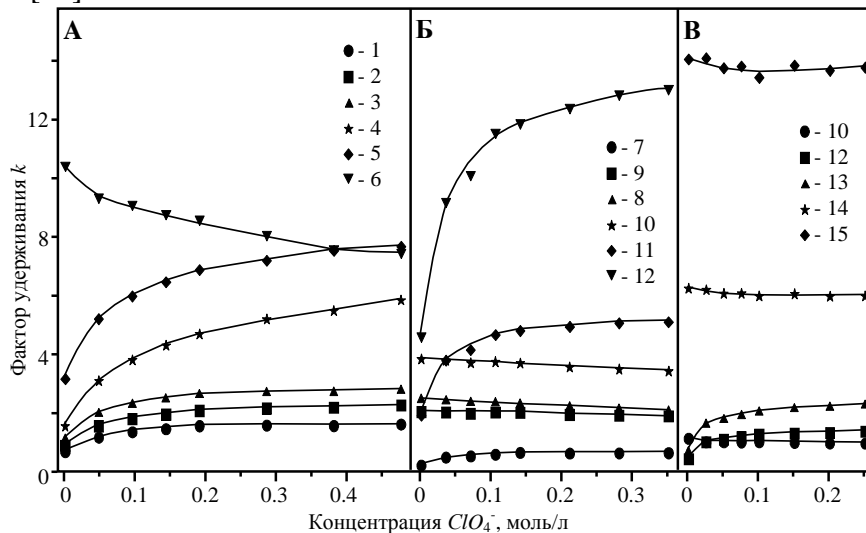 А
Б
В
- 1
- 2
- 3
- 4
- 5
- 6
- 7
- 9
- 8
- 10
- 11
- 12
- 10
- 12
- 13
- 14
- 15
12
8
4
0
Фактор удерживания k
0 0.1 0.2 0.3 0.4
0 0.1 0.2 0.3
0 0.1 0.2
Концентрация ClO₄⁻, моль/л